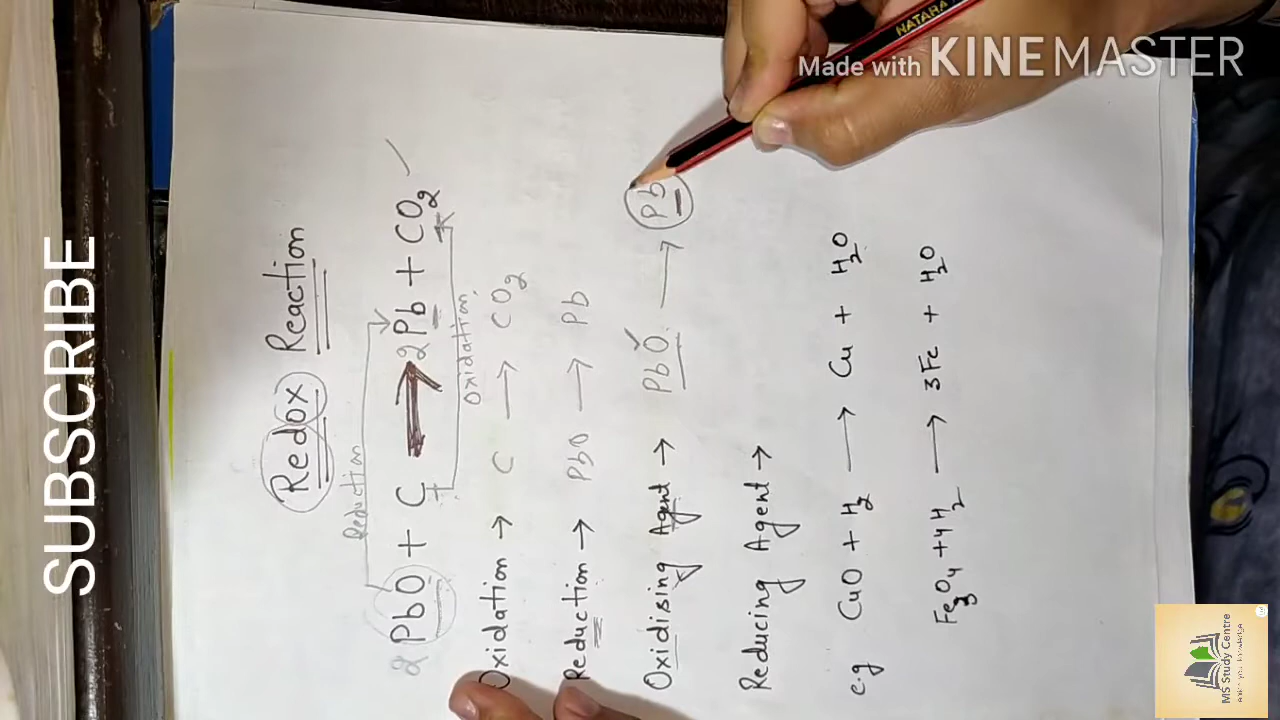 Redox Reaction
Reduction
2PbO + C → 2Pb + CO2
Oxidation
Oxidation → C → CO2
Reduction → PbO → Pb
Oxidising Agent → PbO → Pb
Reducing Agent →
e.g CuO + H2 → Cu + H2O
Fe3O4 + 4H2 → 3Fe + H2O
SUBSCRIBE
Made with KINEMASTER
NATARA
MS Study Centre